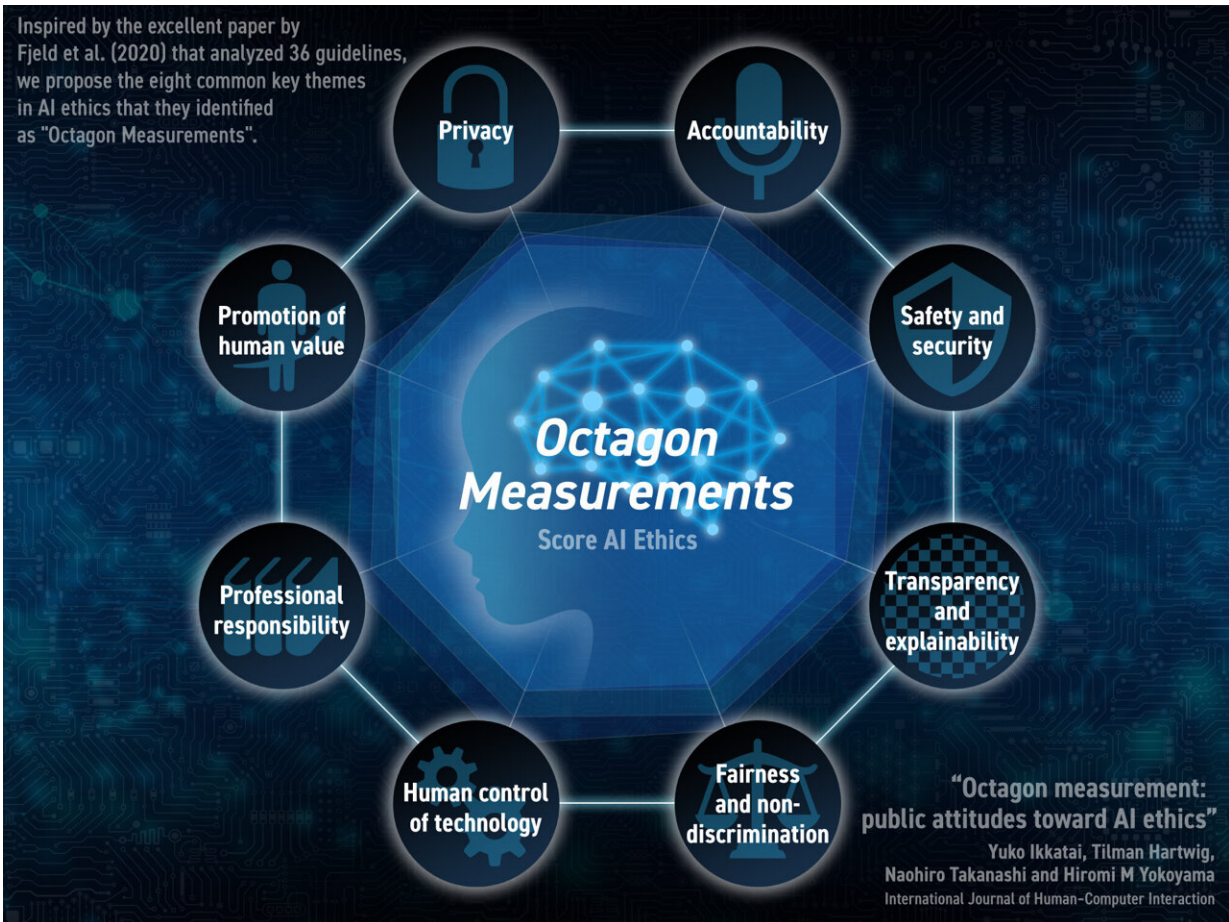 Inspired by the excellent paper by
Fjeld et al. (2020) that analyzed 36 guidelines,
we propose the eight common key themes
in AI ethics that they identified
as "Octagon Measurements".
Privacy
Accountability
Promotion of
human value
Safety and
security
Octagon
Measurements
Score AI Ethics
Professional
responsibility
Transparency
and
explainability
Human control
of technology
Fairness
and non-
discrimination
“Octagon measurement:
public attitudes toward AI ethics”
Yuko Ikkatai, Tilman Hartwig,
Naohiro Takanashi and Hiromi M Yokoyama
International Journal of Human-Computer Interaction